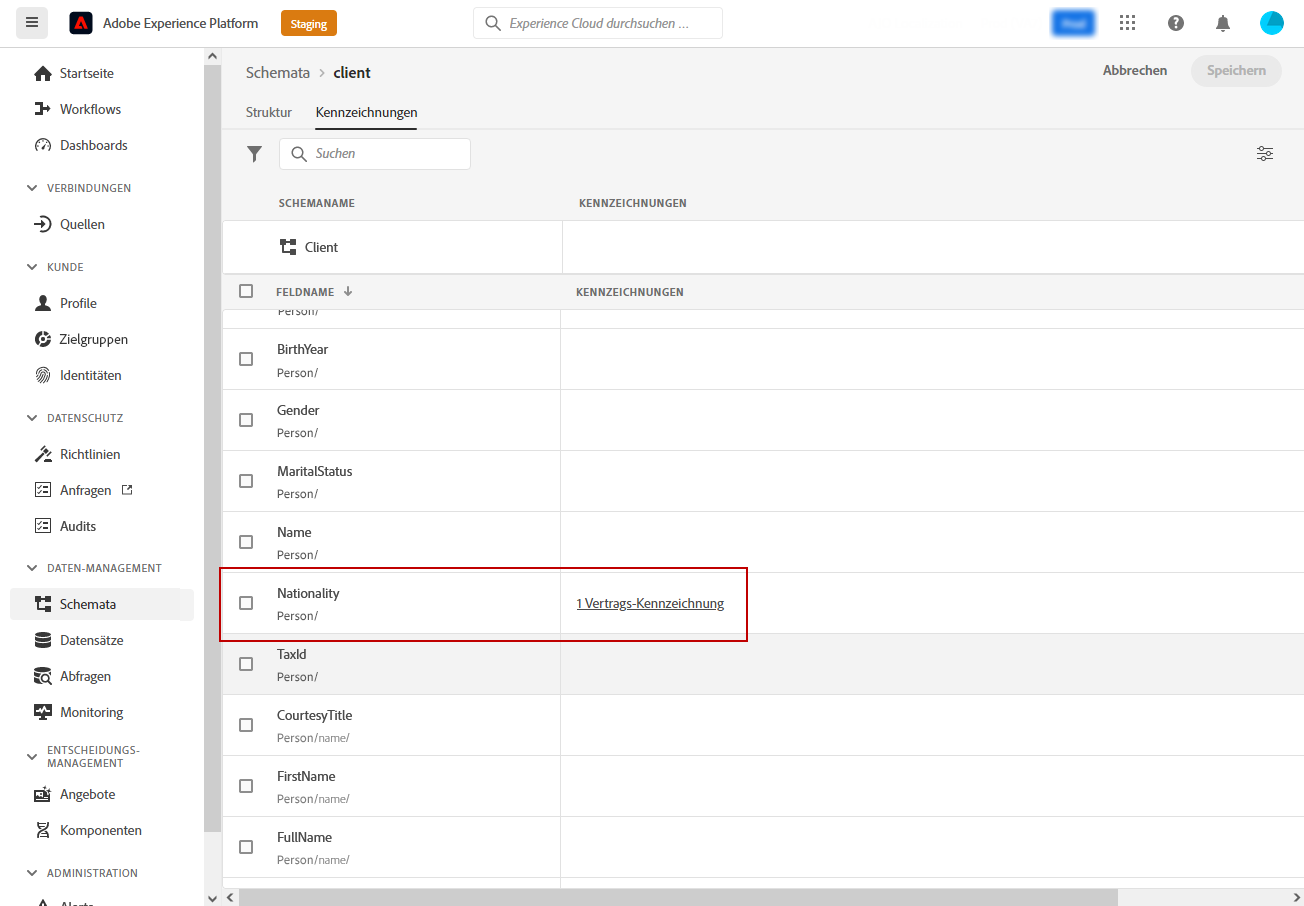 Adobe Experience Platform
Staging
Experience Cloud durchsuchen ...
Startseite
Workflows
Dashboards
VERBINDUNGEN
Quellen
KUNDE
Profile
Zielgruppen
Identitäten
DATENSCHUTZ
Richtlinien
Anfragen
Audits
DATEN-MANAGEMENT
Schemata
Datensätze
Abfragen
Monitoring
ENTSCHEIDUNGS-
MANAGEMENT
Angebote
Komponenten
ADMINISTRATION
Schemata > client
Abbrechen
Speichern
Struktur
Kennzeichnungen
Suchen
SCHEMANAME
KENNZEICHNUNGEN
Client
FELDNAME
KENNZEICHNUNGEN
Person/
BirthYear
Person/
Gender
Person/
MaritalStatus
Person/
Name
Person/
Nationality
Person/
1 Vertrags-Kennzeichnung
TaxId
Person/
CourtesyTitle
Person/name/
FirstName
Person/name/
FullName
Person/name/